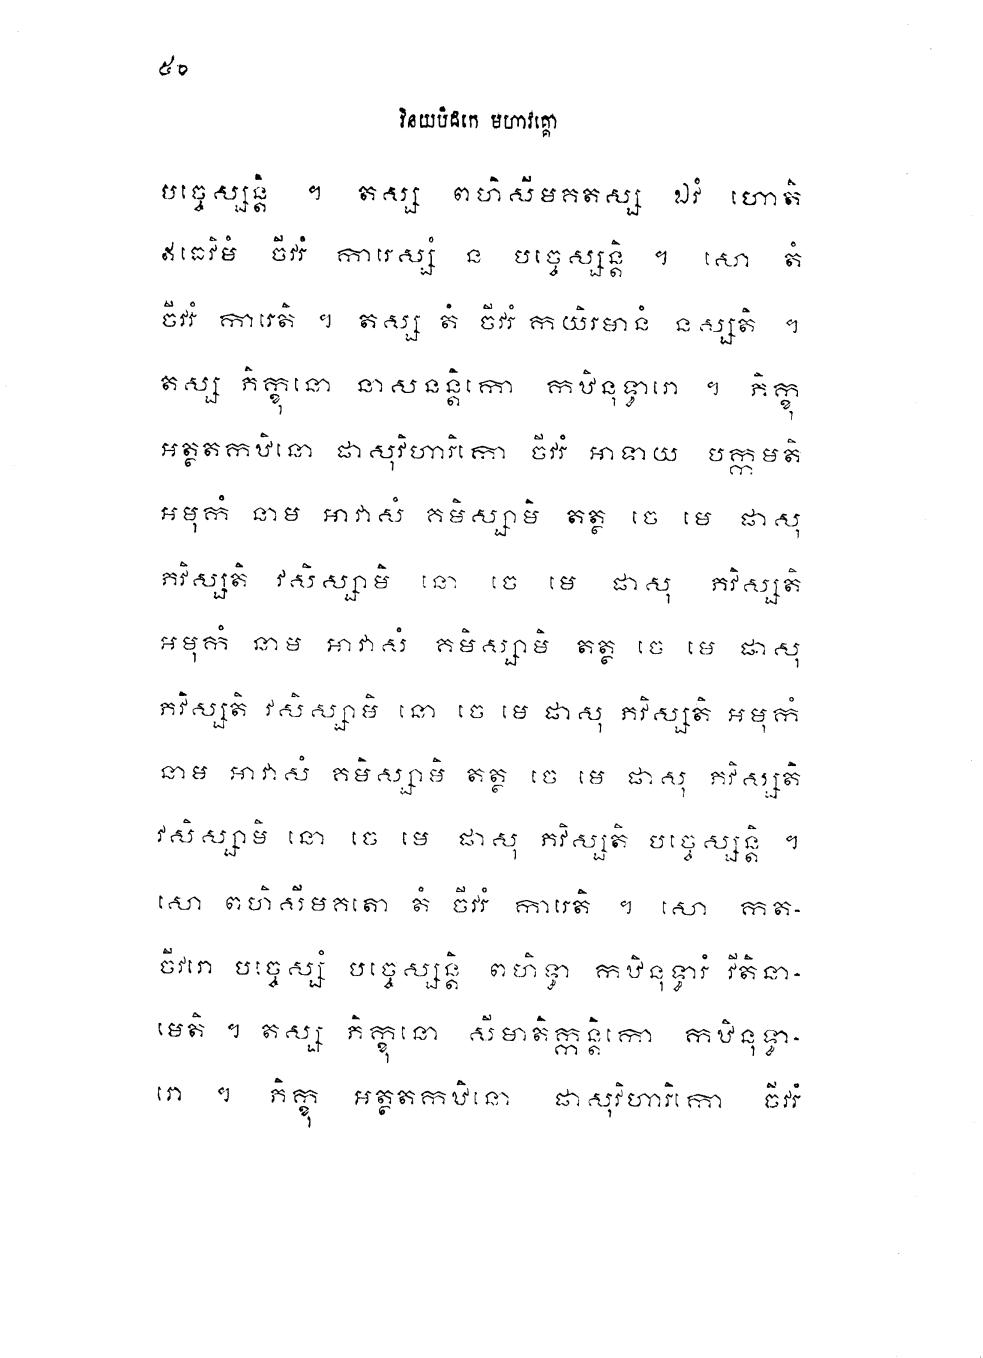 ៥០
វិនយបិដកេ មហាវគ្គោ
បច្ចេស្សន្តិ ។ តស្ស ពហិសីមគតស្ស ឯវំ ហោតិ
ឥធេវិមំ ចីវរំ ការេស្សំ ន បច្ចេស្សន្តិ ។ សោ តំ
ចីវរំ ការេតិ ។ តស្ស តំ ចីវរំ កយិរមានំ នស្សតិ ។
តស្ស ភិក្ខុនោ នាសនន្តិកោ កឋិនុទ្ធារោ ។ ភិក្ខុ
អត្ថតកឋិនោ ផាសុវិហារិកោ ចីវរំ អាទាយ បក្កមតិ
អមុកំ នាម អាវាសំ គមិស្សាមិ តត្ថ ចេ មេ ផាសុ
ភវិស្សតិ វសិស្សាមិ នោ ចេ មេ ផាសុ ភវិស្សតិ
អមុកំ នាម អាវាសំ គមិស្សាមិ តត្ថ ចេ មេ ផាសុ
ភវិស្សតិ វសិស្សាមិ នោ ចេ មេ ផាសុ ភវិស្សតិ អមុកំ
នាម អាវាសំ គមិស្សាមិ តត្ថ ចេ មេ ផាសុ ភវិស្សតិ
វសិស្សាមិ នោ ចេ មេ ផាសុ ភវិស្សតិ បច្ចេស្សន្តិ ។
សោ ពហិសីមគតោ តំ ចីវរំ ការេតិ ។ សោ កត-
ចីវរោ បច្ចេស្សំ បច្ចេស្សន្តិ ពហិទ្ធា កឋិនុទ្ធារំ វីតិនា-
មេតិ ។ តស្ស ភិក្ខុនោ សីមាតិក្កន្តិកោ កឋិនុទ្ធា-
រោ ។ ភិក្ខុ អត្ថតកឋិនោ ផាសុវិហារិកោ ចីវរំ